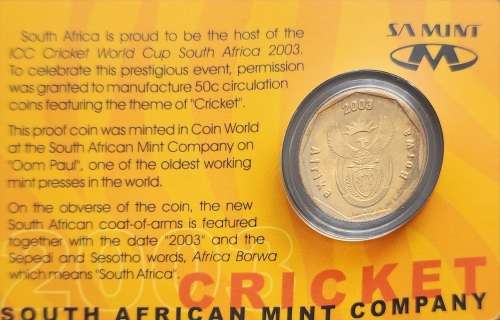 South Africa is proud to be the host of the
ICC Cricket World Cup South Africa 2003.
To celebrate this prestigious event, permission
was granted to manufacture 50c circulation
coins featuring the theme of "Cricket".
This proof coin was minted in Coin World
at the South African Mint Company on
"Oom Paul", one of the oldest working
mint presses in the world.
On the obverse of the coin, the new
South African coat-of-arms is featured
together with the date "2003" and the
Sepedi and Sesotho words, Africa Borwa
which means "South Africa".
SA MINT
2003
AFRIKA
BORWA
2003
CRICKET
SOUTH AFRICAN MINT COMPANY